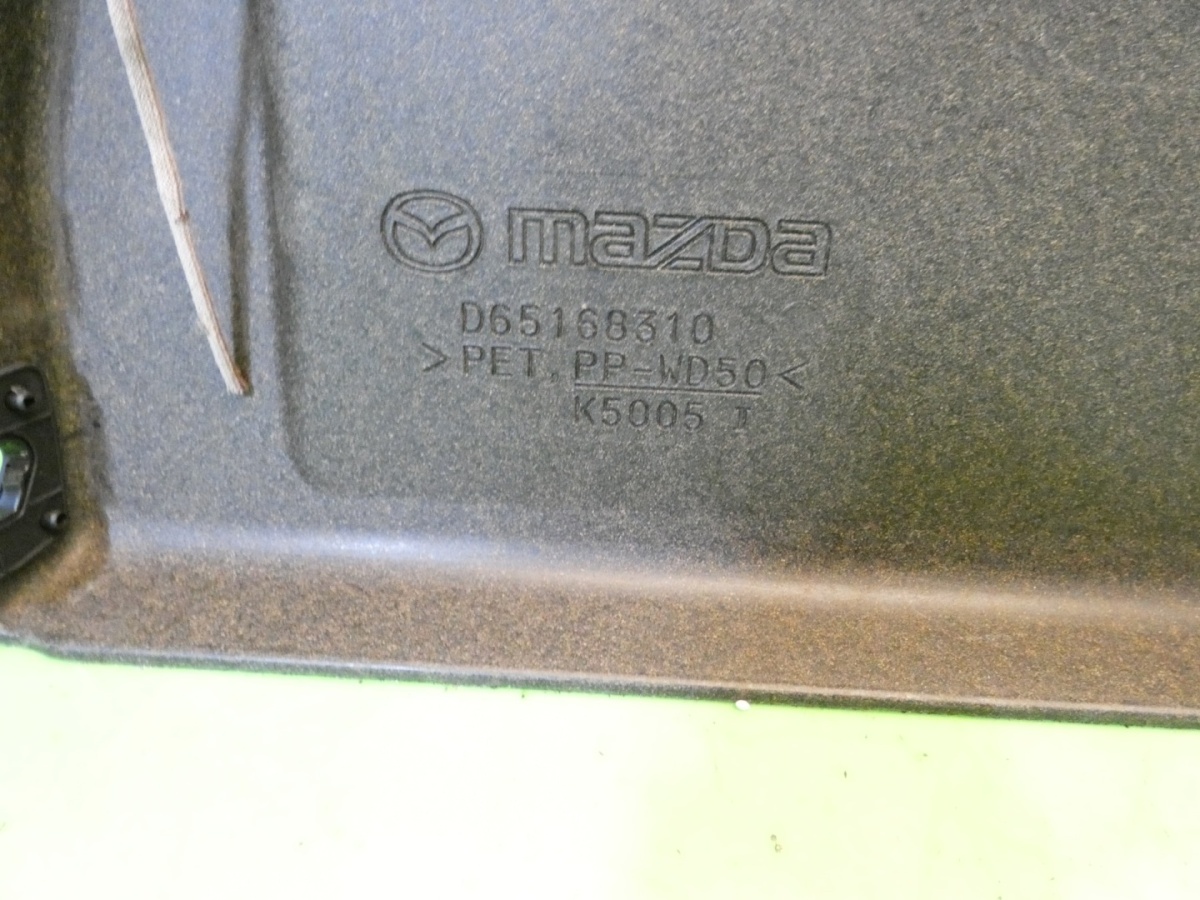 mazda
D65168310
>PET,PP-WD50<
K5005 I